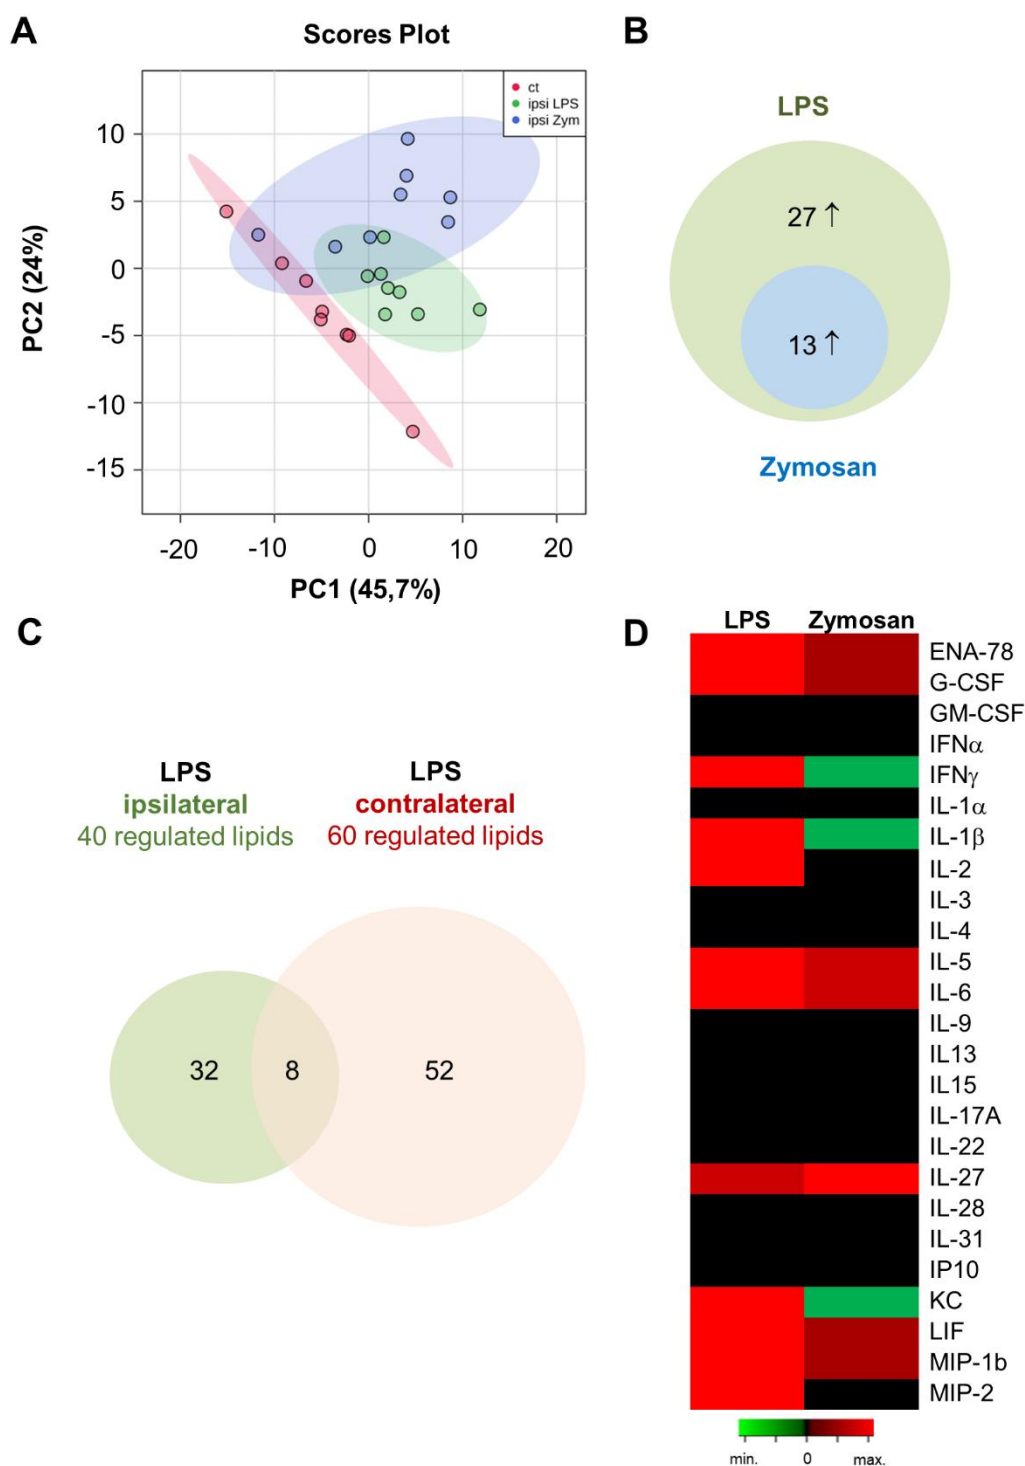 A
Scores Plot
ct
ipsi LPS
ipsi Zym
10
5
0
-5
-10
-15
PC2 (24%)
-20 -10 0 10 20
PC1 (45,7%)
B
LPS
27 ↑
13 ↑
Zymosan
C
LPS
ipsilateral
40 regulated lipids
LPS
contralateral
60 regulated lipids
32 8 52
D
LPS Zymosan
ENA-78
G-CSF
GM-CSF
IFNα
IFNγ
IL-1α
IL-1β
IL-2
IL-3
IL-4
IL-5
IL-6
IL-9
IL13
IL15
IL-17A
IL-22
IL-27
IL-28
IL-31
IP10
KC
LIF
MIP-1b
MIP-2
min. 0 max.